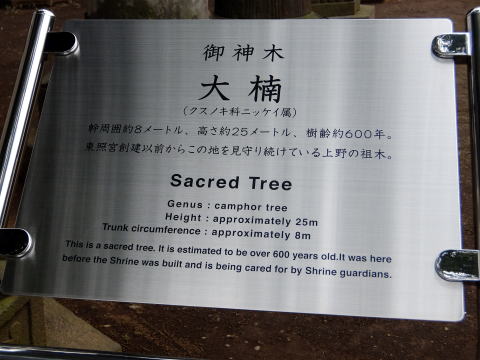 御神木
大楠
（クスノキ科ニッケイ属）
幹周囲約8メートル、高さ約25メートル、樹齢約600年。
東照宮創建以前からこの地を見守り続けている上野の祖木。
Sacred Tree
Genus : camphor tree
Height : approximately 25m
Trunk circumference : approximately 8m
This is a sacred tree. It is estimated to be over 600 years old.It was here
before the Shrine was built and is being cared for by Shrine guardians.